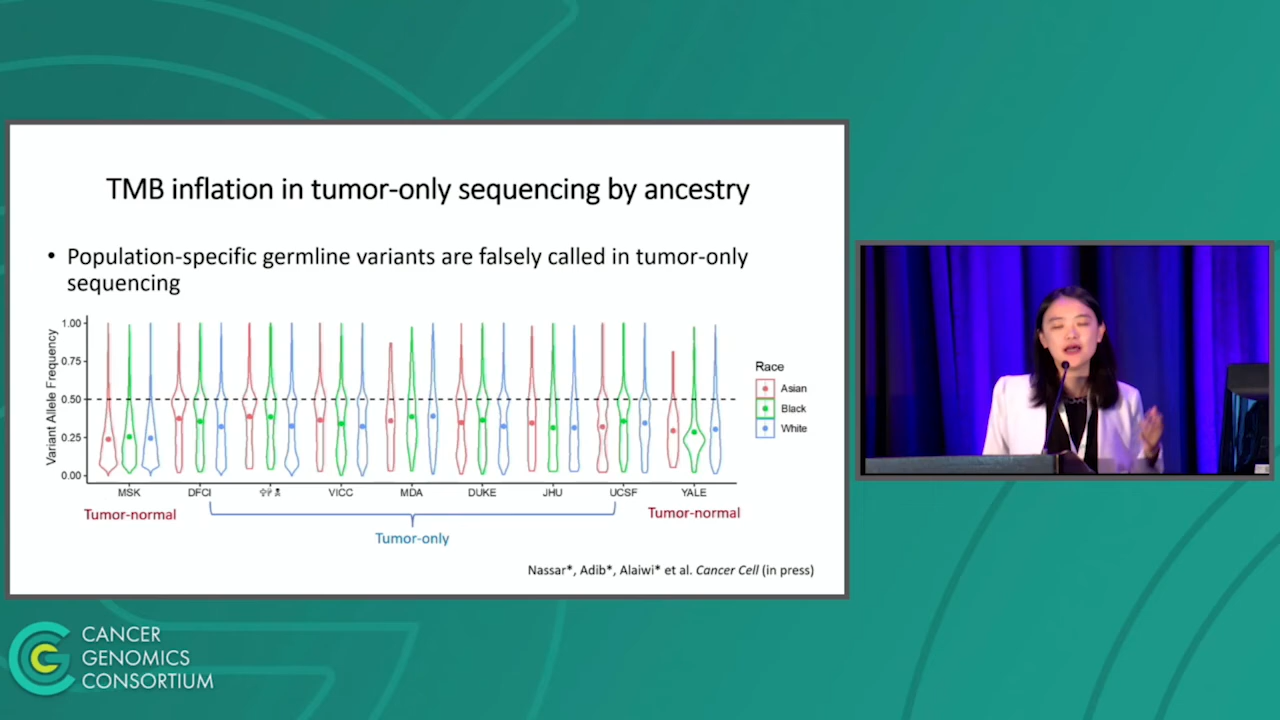 TMB inflation in tumor-only sequencing by ancestry
• Population-specific germline variants are falsely called in tumor-only
sequencing
Variant Allele Frequency
1.00
0.75
0.50
0.25
0.00
MSK DFCI VICC MDA DUKE JHU UCSF YALE
Tumor-normal
Tumor-only
Tumor-normal
Race
Asian
Black
White
Nassar*, Adib*, Alaiwi* et al. Cancer Cell (in press)
CANCER
GENOMICS
CONSORTIUM